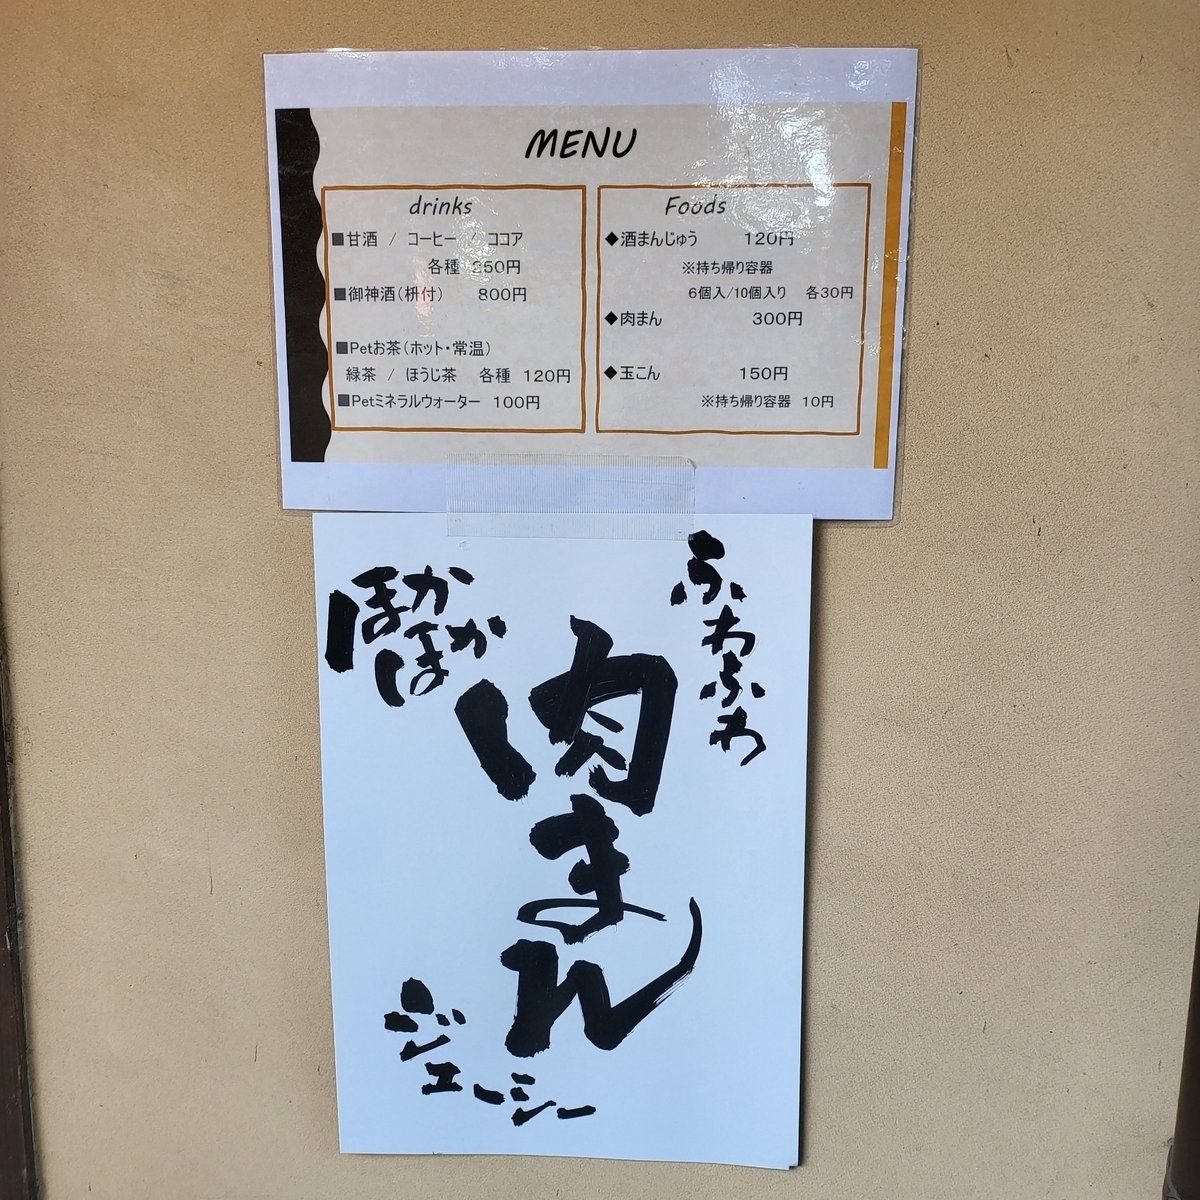 MENU
drinks
■甘酒 / コーヒー / ココア
各種 250円
■御神酒(枡付) 800円
■Petお茶(ホット・常温)
緑茶 / ほうじ茶 各種 120円
■Petミネラルウォーター 100円
Foods
◆酒まんじゅう 120円
※持ち帰り容器
6個入/10個入り 各30円
◆肉まん 300円
◆玉こん 150円
※持ち帰り容器 10円
ふわふわ
ほか
ほか
肉まん
ジューシー